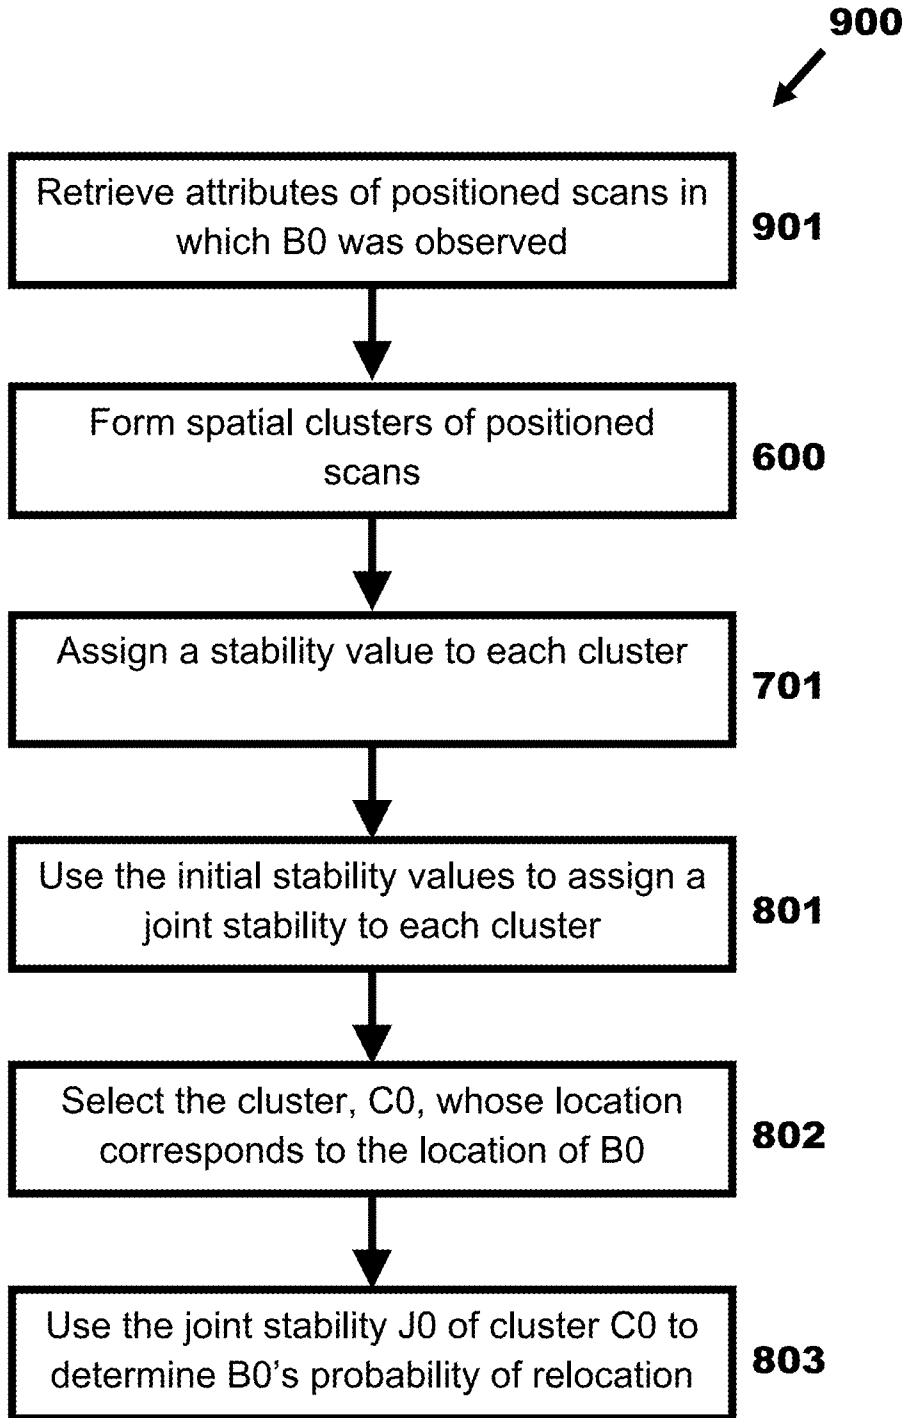 900
Retrieve attributes of positioned scans in
which B0 was observed
901
Form spatial clusters of positioned
scans
600
Assign a stability value to each cluster
701
Use the initial stability values to assign a
joint stability to each cluster
801
Select the cluster, C0, whose location
corresponds to the location of B0
802
Use the joint stability J0 of cluster C0 to
determine B0’s probability of relocation
803